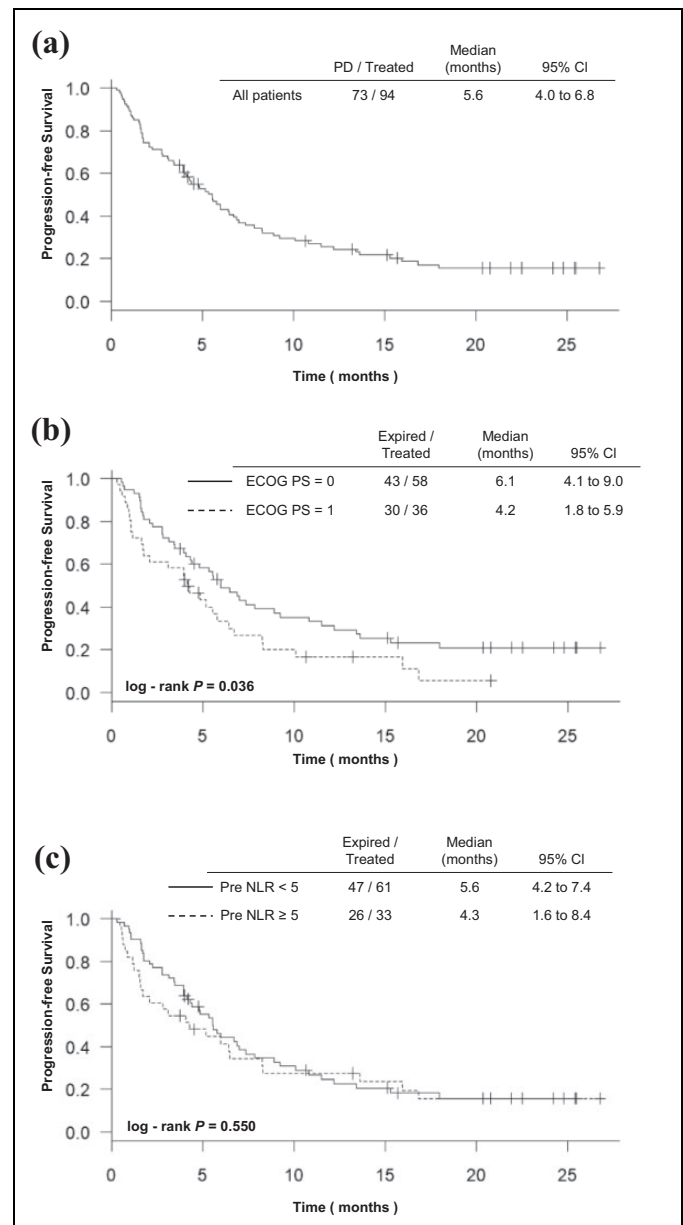 (a)
Median
PD / Treated (months) 95% CI
All patients 73 / 94 5.6 4.0 to 6.8
Progression-free Survival
1.0
0.8
0.6
0.4
0.2
0.0
0 5 10 15 20 25
Time ( months )
(b)
Expired / Median
Treated (months) 95% CI
ECOG PS = 0 43 / 58 6.1 4.1 to 9.0
ECOG PS = 1 30 / 36 4.2 1.8 to 5.9
Progression-free Survival
1.0
0.8
0.6
0.4
0.2
0.0
log - rank P = 0.036
0 5 10 15 20 25
Time ( months )
(c)
Expired / Median
Treated (months) 95% CI
Pre NLR < 5 47 / 61 5.6 4.2 to 7.4
Pre NLR ≥ 5 26 / 33 4.3 1.6 to 8.4
Progression-free Survival
1.0
0.8
0.6
0.4
0.2
0.0
log - rank P = 0.550
0 5 10 15 20 25
Time ( months )